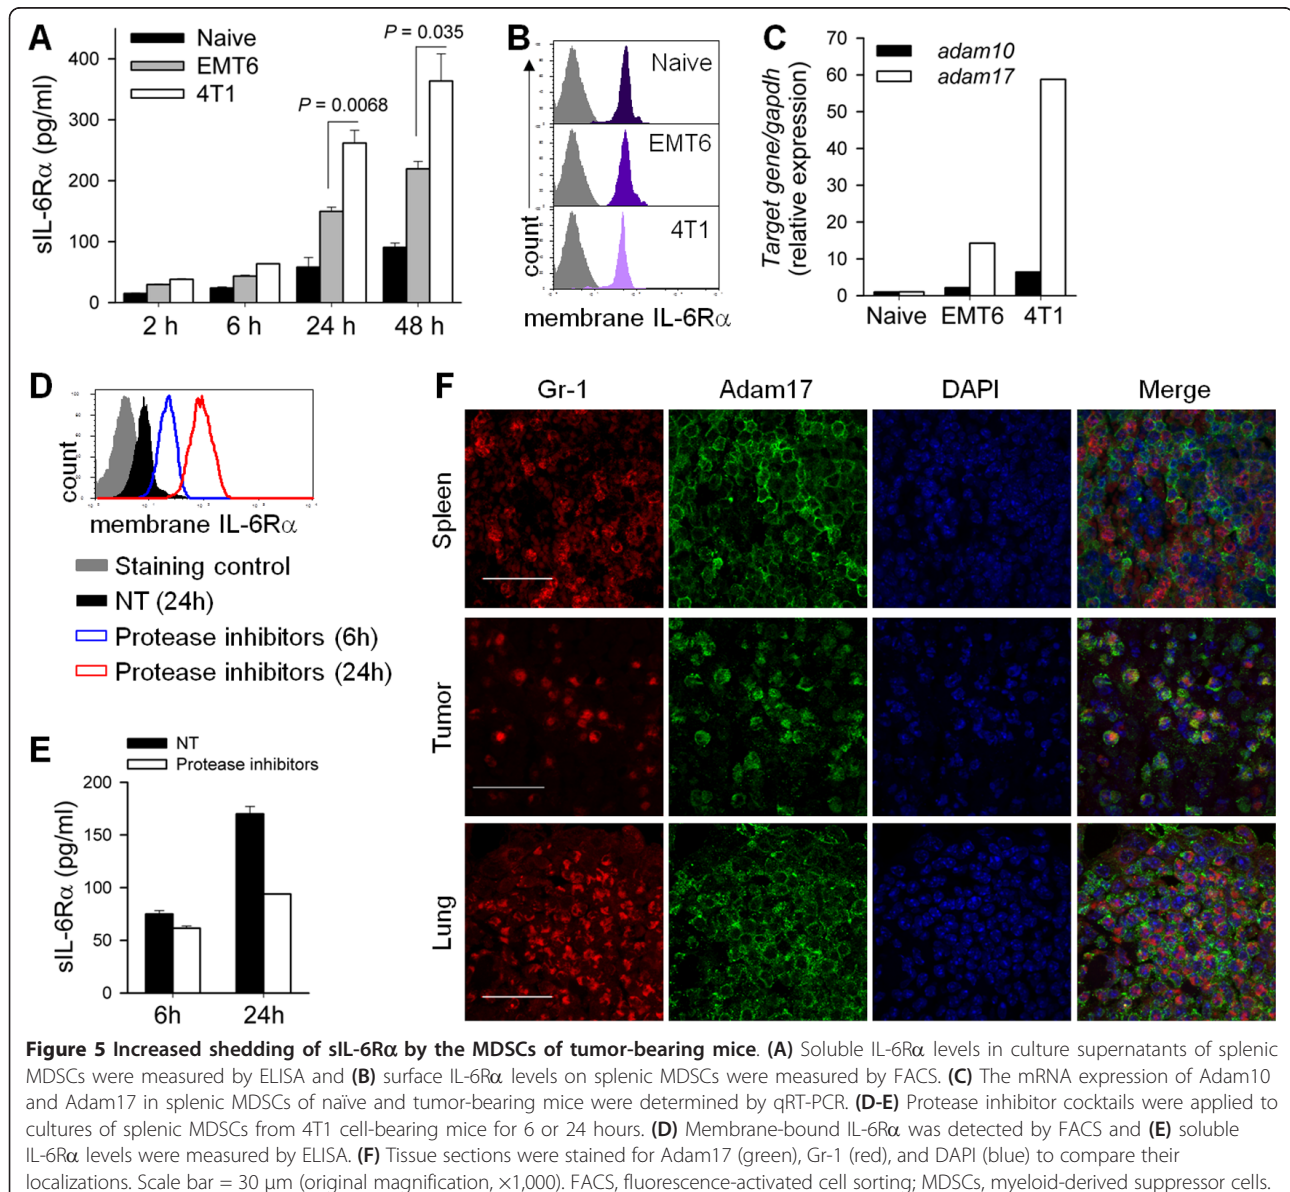 A
Naive
EMT6
4T1
P = 0.035
P = 0.0068
sIL-6Rα (pg/ml)
400
300
200
100
0
2 h 6 h 24 h 48 h
B
Naive
EMT6
4T1
count
membrane IL-6Rα
C
adam10
adam17
Target gene/gapdh
(relative expression)
70
60
50
40
30
20
10
0
Naive EMT6 4T1
D
count
membrane IL-6Rα
Staining control
NT (24h)
Protease inhibitors (6h)
Protease inhibitors (24h)
E
NT
Protease inhibitors
sIL-6Rα (pg/ml)
200
150
100
50
0
6h 24h
F
Gr-1 Adam17 DAPI Merge
Spleen
Tumor
Lung
Figure 5 Increased shedding of sIL-6Rα by the MDSCs of tumor-bearing mice. (A) Soluble IL-6Rα levels in culture supernatants of splenic
MDSCs were measured by ELISA and (B) surface IL-6Rα levels on splenic MDSCs were measured by FACS. (C) The mRNA expression of Adam10
and Adam17 in splenic MDSCs of naïve and tumor-bearing mice were determined by qRT-PCR. (D-E) Protease inhibitor cocktails were applied to
cultures of splenic MDSCs from 4T1 cell-bearing mice for 6 or 24 hours. (D) Membrane-bound IL-6Rα was detected by FACS and (E) soluble
IL-6Rα levels were measured by ELISA. (F) Tissue sections were stained for Adam17 (green), Gr-1 (red), and DAPI (blue) to compare their
localizations. Scale bar = 30 μm (original magnification, ×1,000). FACS, fluorescence-activated cell sorting; MDSCs, myeloid-derived suppressor cells.